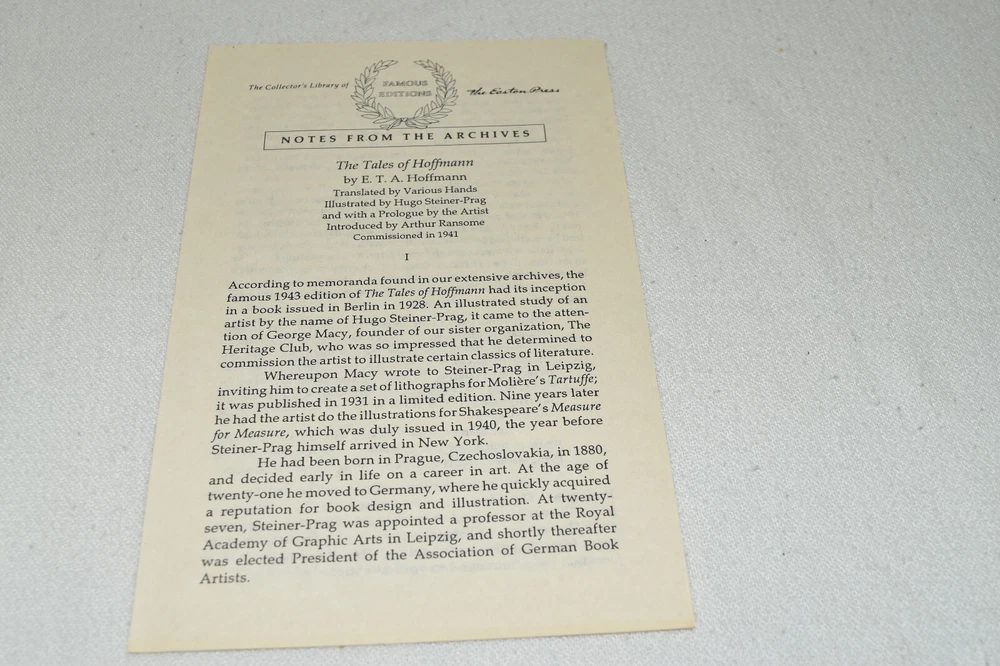 The Collector's Library of
FAMOUS
EDITIONS
the Easton Press
NOTES FROM THE ARCHIVES
The Tales of Hoffmann
by E. T. A. Hoffmann
Translated by Various Hands
Illustrated by Hugo Steiner-Prag
and with a Prologue by the Artist
Introduced by Arthur Ransome
Commissioned in 1941
I
According to memoranda found in our extensive archives, the
famous 1943 edition of The Tales of Hoffmann had its inception
in a book issued in Berlin in 1928. An illustrated study of an
artist by the name of Hugo Steiner-Prag, it came to the atten-
tion of George Macy, founder of our sister organization, The
Heritage Club, who was so impressed that he determined to
commission the artist to illustrate certain classics of literature.
Whereupon Macy wrote to Steiner-Prag in Leipzig,
inviting him to create a set of lithographs for Molière's Tartuffe;
it was published in 1931 in a limited edition. Nine years later
he had the artist do the illustrations for Shakespeare's Measure
for Measure, which was duly issued in 1940, the year before
Steiner-Prag himself arrived in New York.
He had been born in Prague, Czechoslovakia, in 1880,
and decided early in life on a career in art. At the age of
twenty-one he moved to Germany, where he quickly acquired
a reputation for book design and illustration. At twenty-
seven, Steiner-Prag was appointed a professor at the Royal
Academy of Graphic Arts in Leipzig, and shortly thereafter
was elected President of the Association of German Book
Artists.